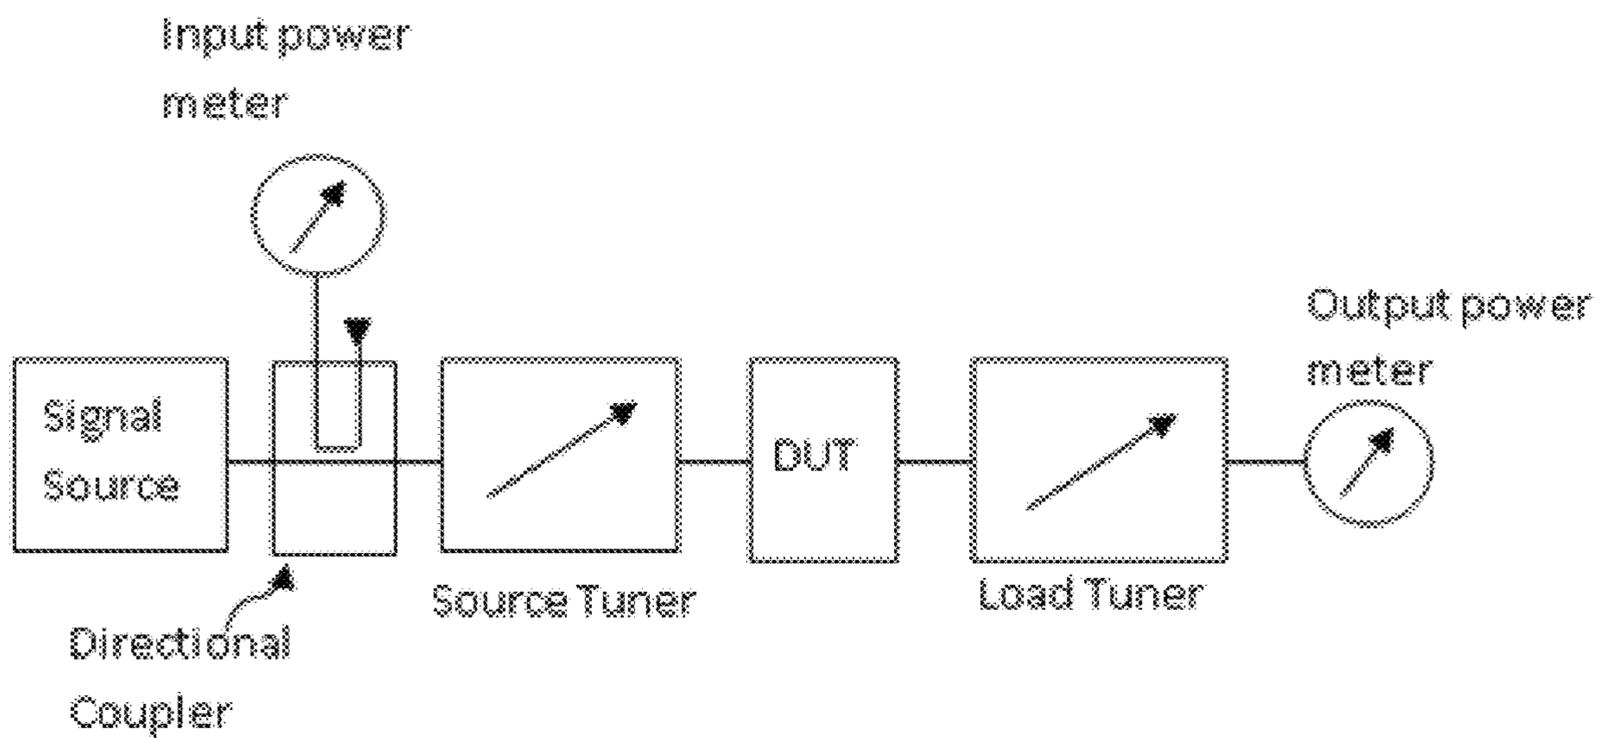 Input power
meter
Output power
meter
Signal
Source
DUT
Source Tuner
Load Tuner
Directional
Coupler